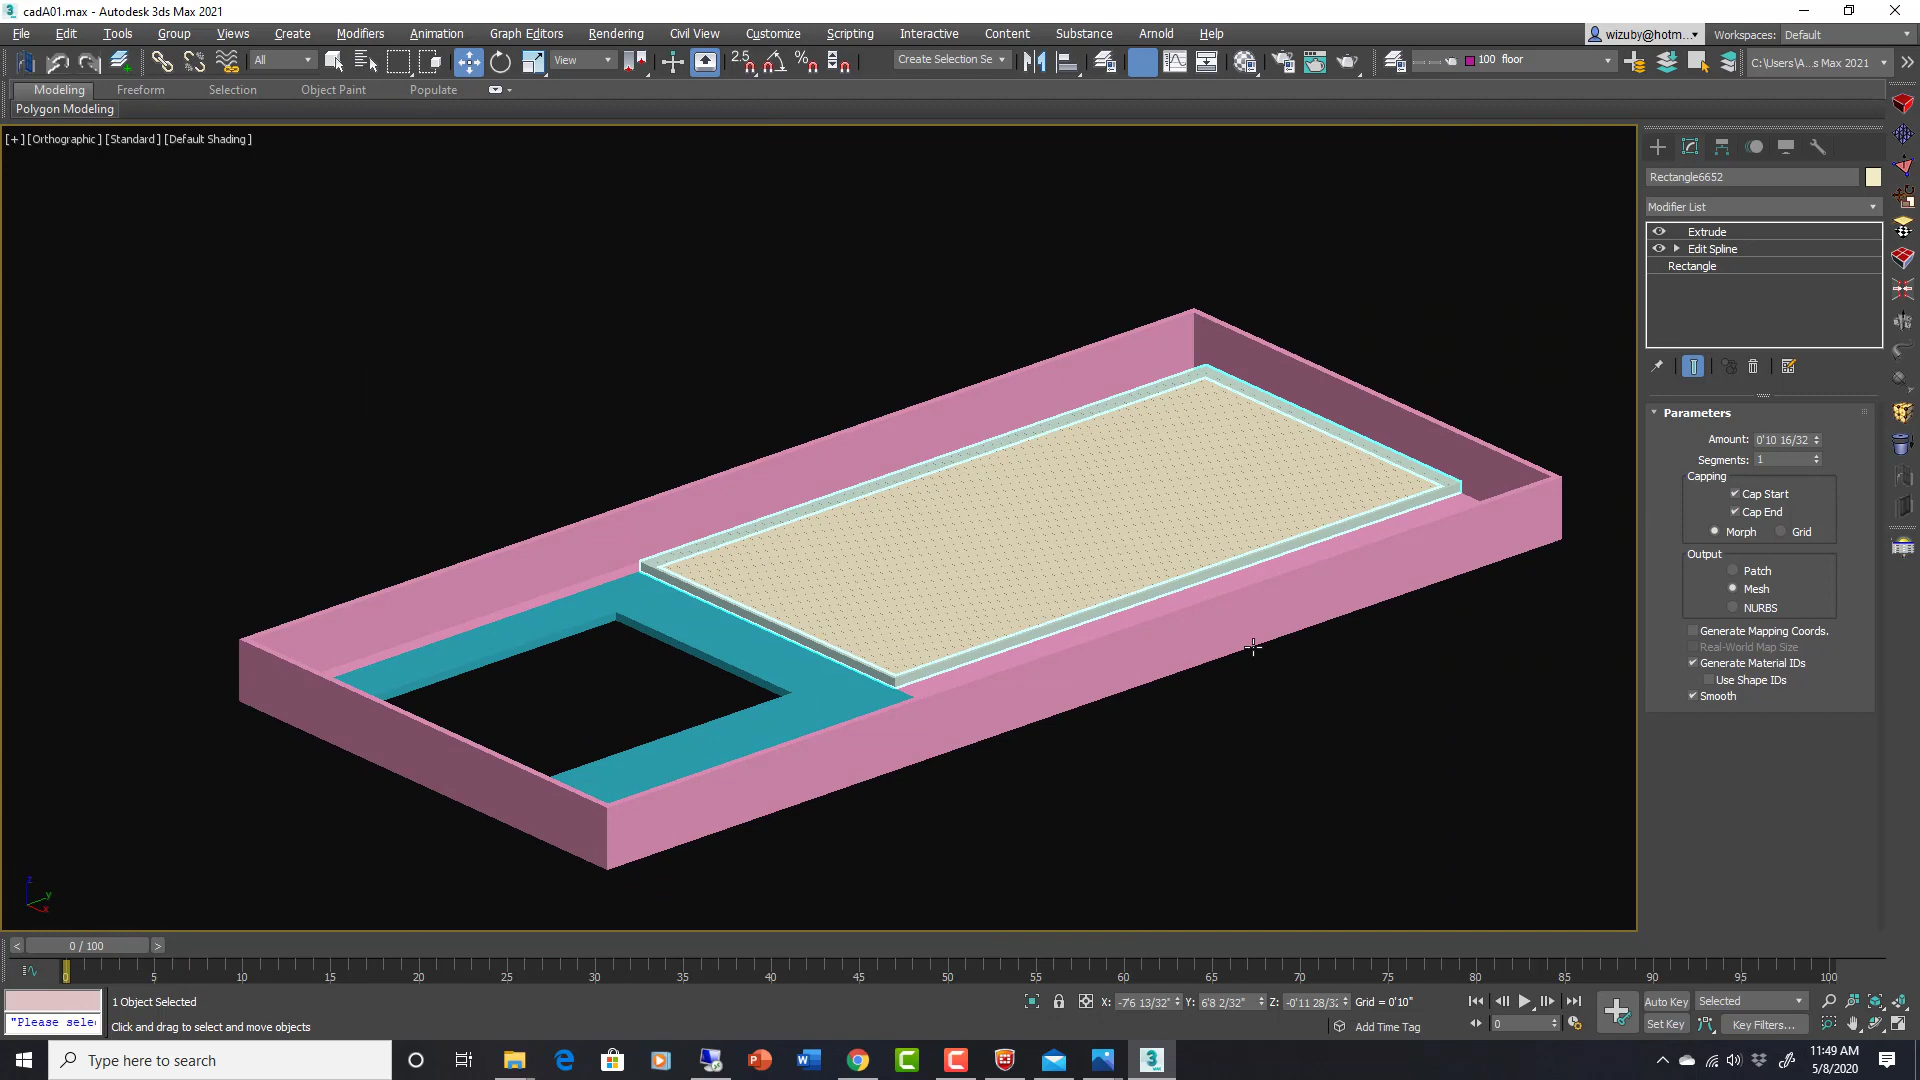 cadA01.max - Autodesk 3ds Max 2021
File Edit Tools Group Views Create Modifiers Animation Graph Editors Rendering Civil View Customize Scripting Interactive Content Substance Arnold Help
wizuby@hotm... Workspaces: Default
All View 2.5 Create Selection Se 100 floor C:\Users\A...s Max 2021
Modeling Freeform Selection Object Paint Populate
Polygon Modeling
[+] [Orthographic] [Standard] [Default Shading]
Rectangle6652
Modifier List
Extrude
Edit Spline
Rectangle
Parameters
Amount: 0'10 16/32
Segments: 1
Capping
Cap Start
Cap End
Morph Grid
Output
Patch
Mesh
NURBS
Generate Mapping Coords.
Real-World Map Size
Generate Material IDs
Use Shape IDs
Smooth
z
y
x
< 0 / 100 >
0 5 10 15 20 25 30 35 40 45 50 55 60 65 70 75 80 85 90 95 100
1 Object Selected X: -76 13/32" Y: 6'8 2/32" Z: -0'11 28/32 Grid = 0'10" Auto Key Selected
"Please sele Click and drag to select and move objects Add Time Tag 0 Set Key Key Filters...
Type here to search
11:49 AM
5/8/2020